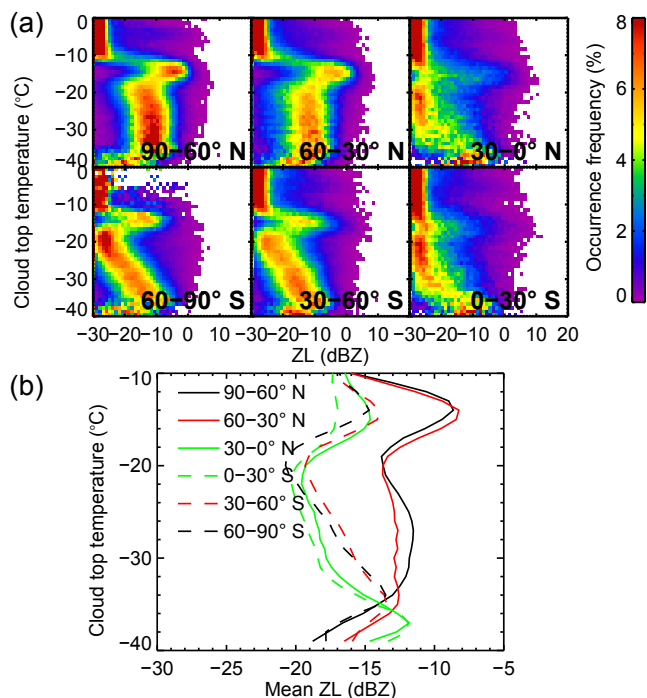 (a)
Cloud top temperature (°C)
0
−10
−20
−30
−40
0
−10
−20
−30
−40
90−60° N
60−30° N
30−0° N
60−90° S
30−60° S
0−30° S
−30−20−10 0 10 −30−20−10 0 10 −30−20−10 0 10 20
ZL (dBZ)
8
6
4
2
0
Occurrence frequency (%)
(b)
Cloud top temperature (°C)
−10
−20
−30
−40
90−60° N
60−30° N
30−0° N
0−30° S
30−60° S
60−90° S
−30 −25 −20 −15 −10 −5
Mean ZL (dBZ)